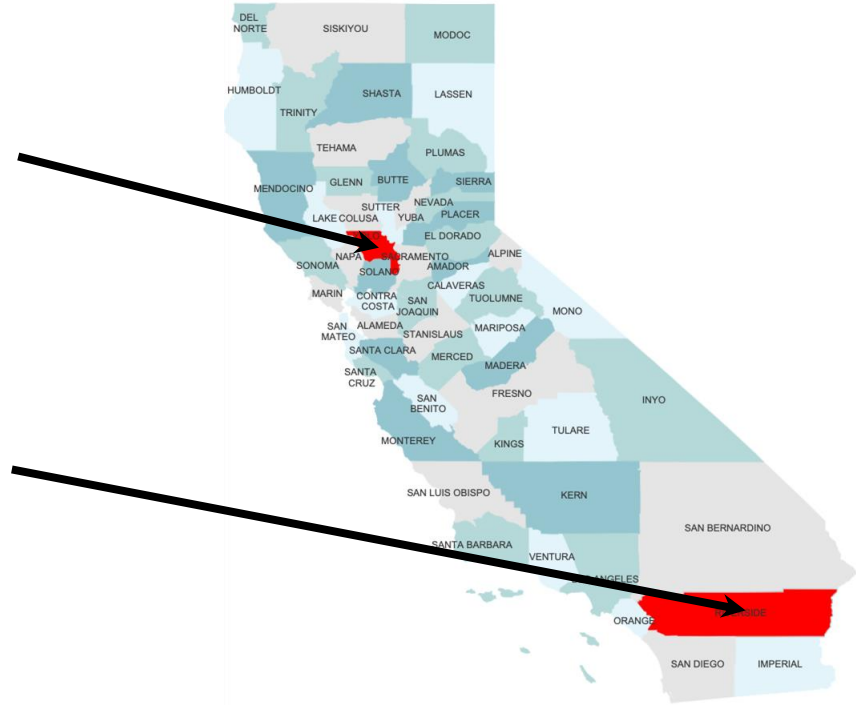 DEL
NORTE
SISKIYOU
MODOC
HUMBOLDT
TRINITY
SHASTA
LASSEN
TEHAMA
PLUMAS
MENDOCINO
GLENN
BUTTE
SIERRA
NEVADA
LAKE
COLUSA
SUTTER
YUBA
PLACER
EL DORADO
SONOMA
NAPA
SACRAMENTO
AMADOR
ALPINE
SOLANO
CALAVERAS
MARIN
CONTRA
COSTA
SAN
JOAQUIN
TUOLUMNE
MONO
SAN
MATEO
ALAMEDA
STANISLAUS
MARIPOSA
SANTA CLARA
MERCED
MADERA
SANTA
CRUZ
SAN
BENITO
FRESNO
INYO
MONTEREY
KINGS
TULARE
SAN LUIS OBISPO
KERN
SAN BERNARDINO
SANTA BARBARA
VENTURA
LOS ANGELES
ORANGE
RIVERSIDE
SAN DIEGO
IMPERIAL